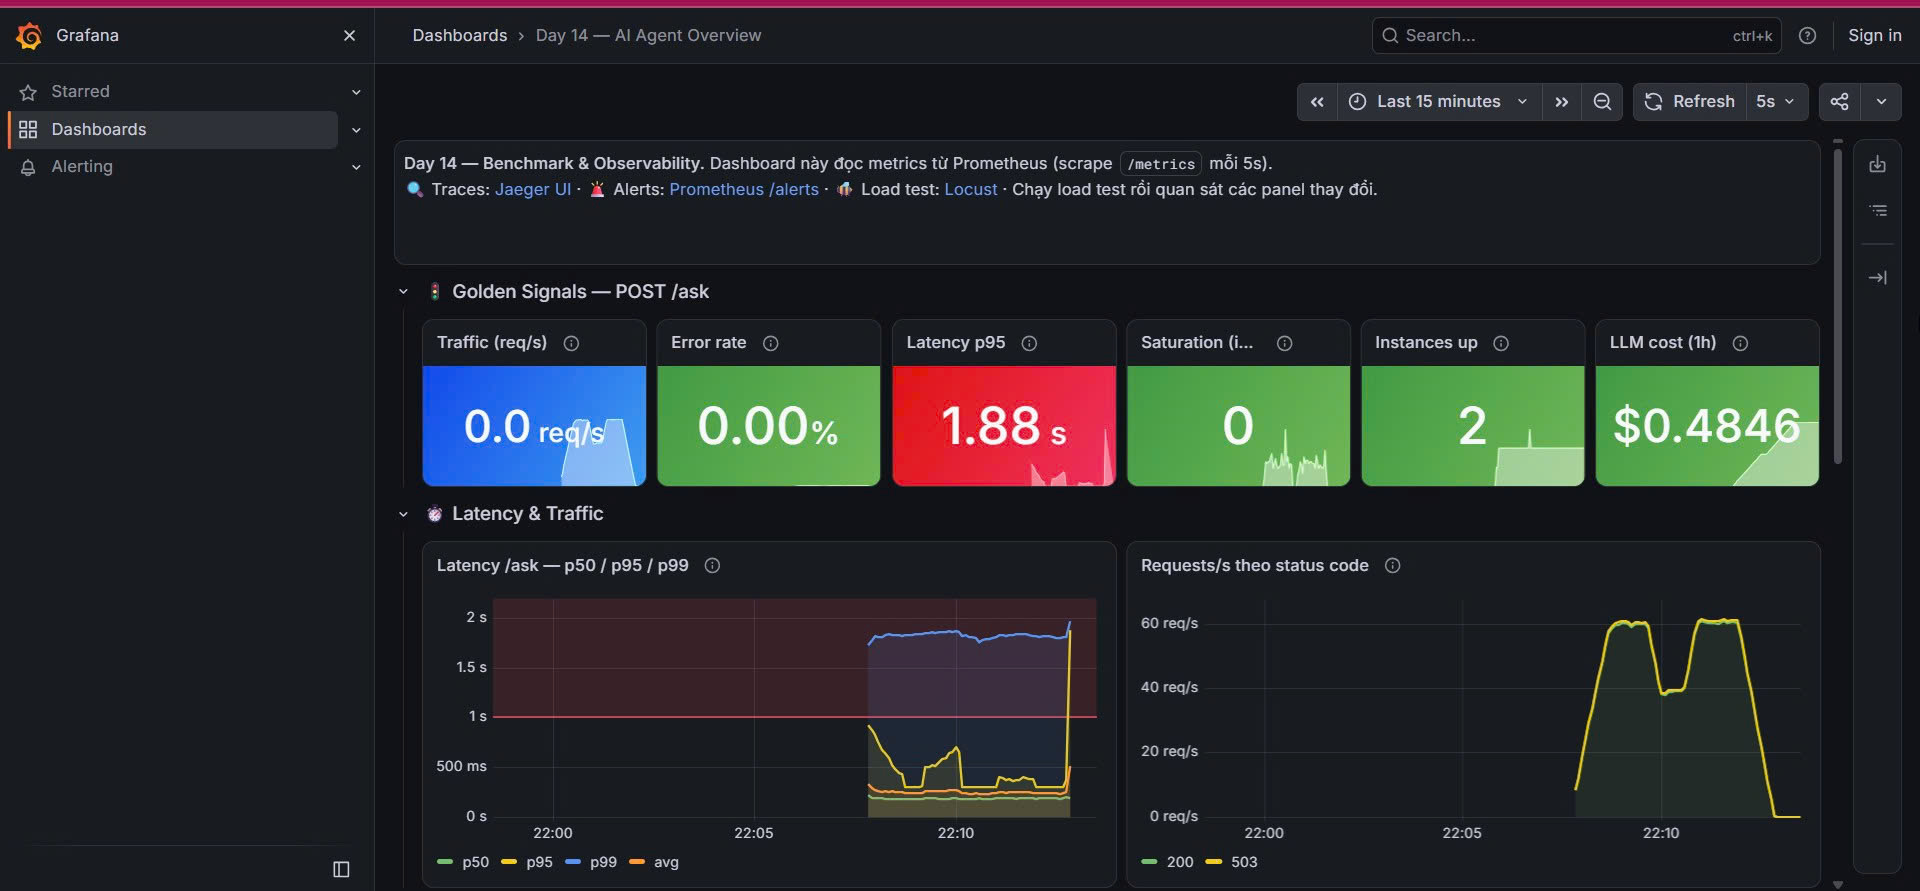 Grafana
Dashboards › Day 14 — AI Agent Overview
Search...
ctrl+k
Sign in
Starred
Dashboards
Alerting
Last 15 minutes
Refresh
5s
Day 14 — Benchmark & Observability. Dashboard này đọc metrics từ Prometheus (scrape /metrics mỗi 5s).
Traces: Jaeger UI · Alerts: Prometheus /alerts · Load test: Locust · Chạy load test rồi quan sát các panel thay đổi.
Golden Signals — POST /ask
Traffic (req/s)
0.0 req/s
Error rate
0.00%
Latency p95
1.88 s
Saturation (i...
0
Instances up
2
LLM cost (1h)
$0.4846
Latency & Traffic
Latency /ask — p50 / p95 / p99
2 s
1.5 s
1 s
500 ms
0 s
22:00
22:05
22:10
p50
p95
p99
avg
Requests/s theo status code
60 req/s
40 req/s
20 req/s
0 req/s
22:00
22:05
22:10
200
503